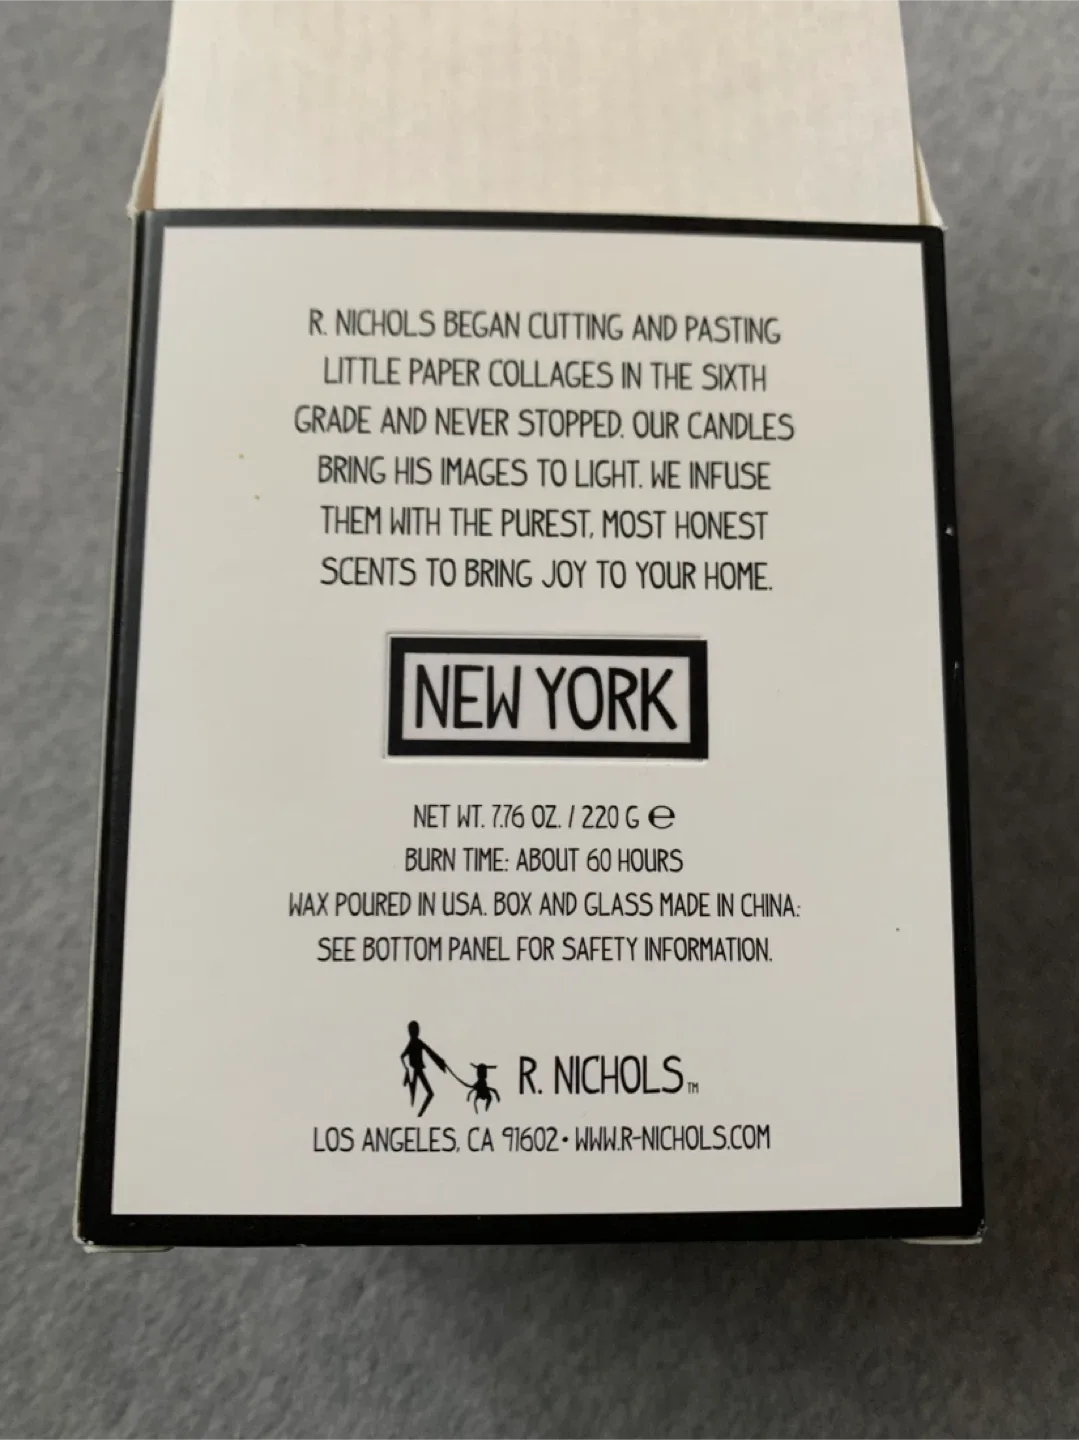 R. NICHOLS BEGAN CUTTING AND PASTING
LITTLE PAPER COLLAGES IN THE SIXTH
GRADE AND NEVER STOPPED. OUR CANDLES
BRING HIS IMAGES TO LIGHT. WE INFUSE
THEM WITH THE PUREST, MOST HONEST
SCENTS TO BRING JOY TO YOUR HOME.
NEW YORK
NET WT. 7.76 OZ. / 220 G ℮
BURN TIME: ABOUT 60 HOURS
WAX POURED IN USA. BOX AND GLASS MADE IN CHINA:
SEE BOTTOM PANEL FOR SAFETY INFORMATION.
R. NICHOLS™
LOS ANGELES, CA 91602 • WWW.R-NICHOLS.COM